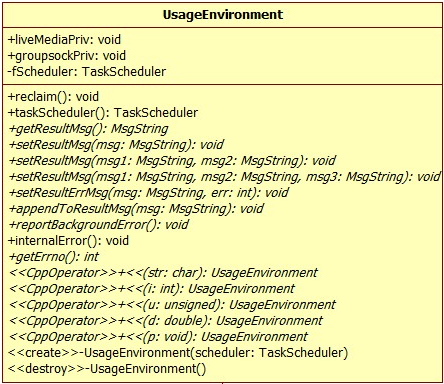 UsageEnvironment
+liveMediaPriv: void
+groupsockPriv: void
-fScheduler: TaskScheduler
+reclaim(): void
+taskScheduler(): TaskScheduler
+getResultMsg(): MsgString
+setResultMsg(msg: MsgString): void
+setResultMsg(msg1: MsgString, msg2: MsgString): void
+setResultMsg(msg1: MsgString, msg2: MsgString, msg3: MsgString): void
+setResultErrMsg(msg: MsgString, err: int): void
+appendToResultMsg(msg: MsgString): void
+reportBackgroundError(): void
+internalError(): void
+getErrno(): int
<<CppOperator>>+<<(str: char): UsageEnvironment
<<CppOperator>>+<<(i: int): UsageEnvironment
<<CppOperator>>+<<(u: unsigned): UsageEnvironment
<<CppOperator>>+<<(d: double): UsageEnvironment
<<CppOperator>>+<<(p: void): UsageEnvironment
<<create>>-UsageEnvironment(scheduler: TaskScheduler)
<<destroy>>-UsageEnvironment()